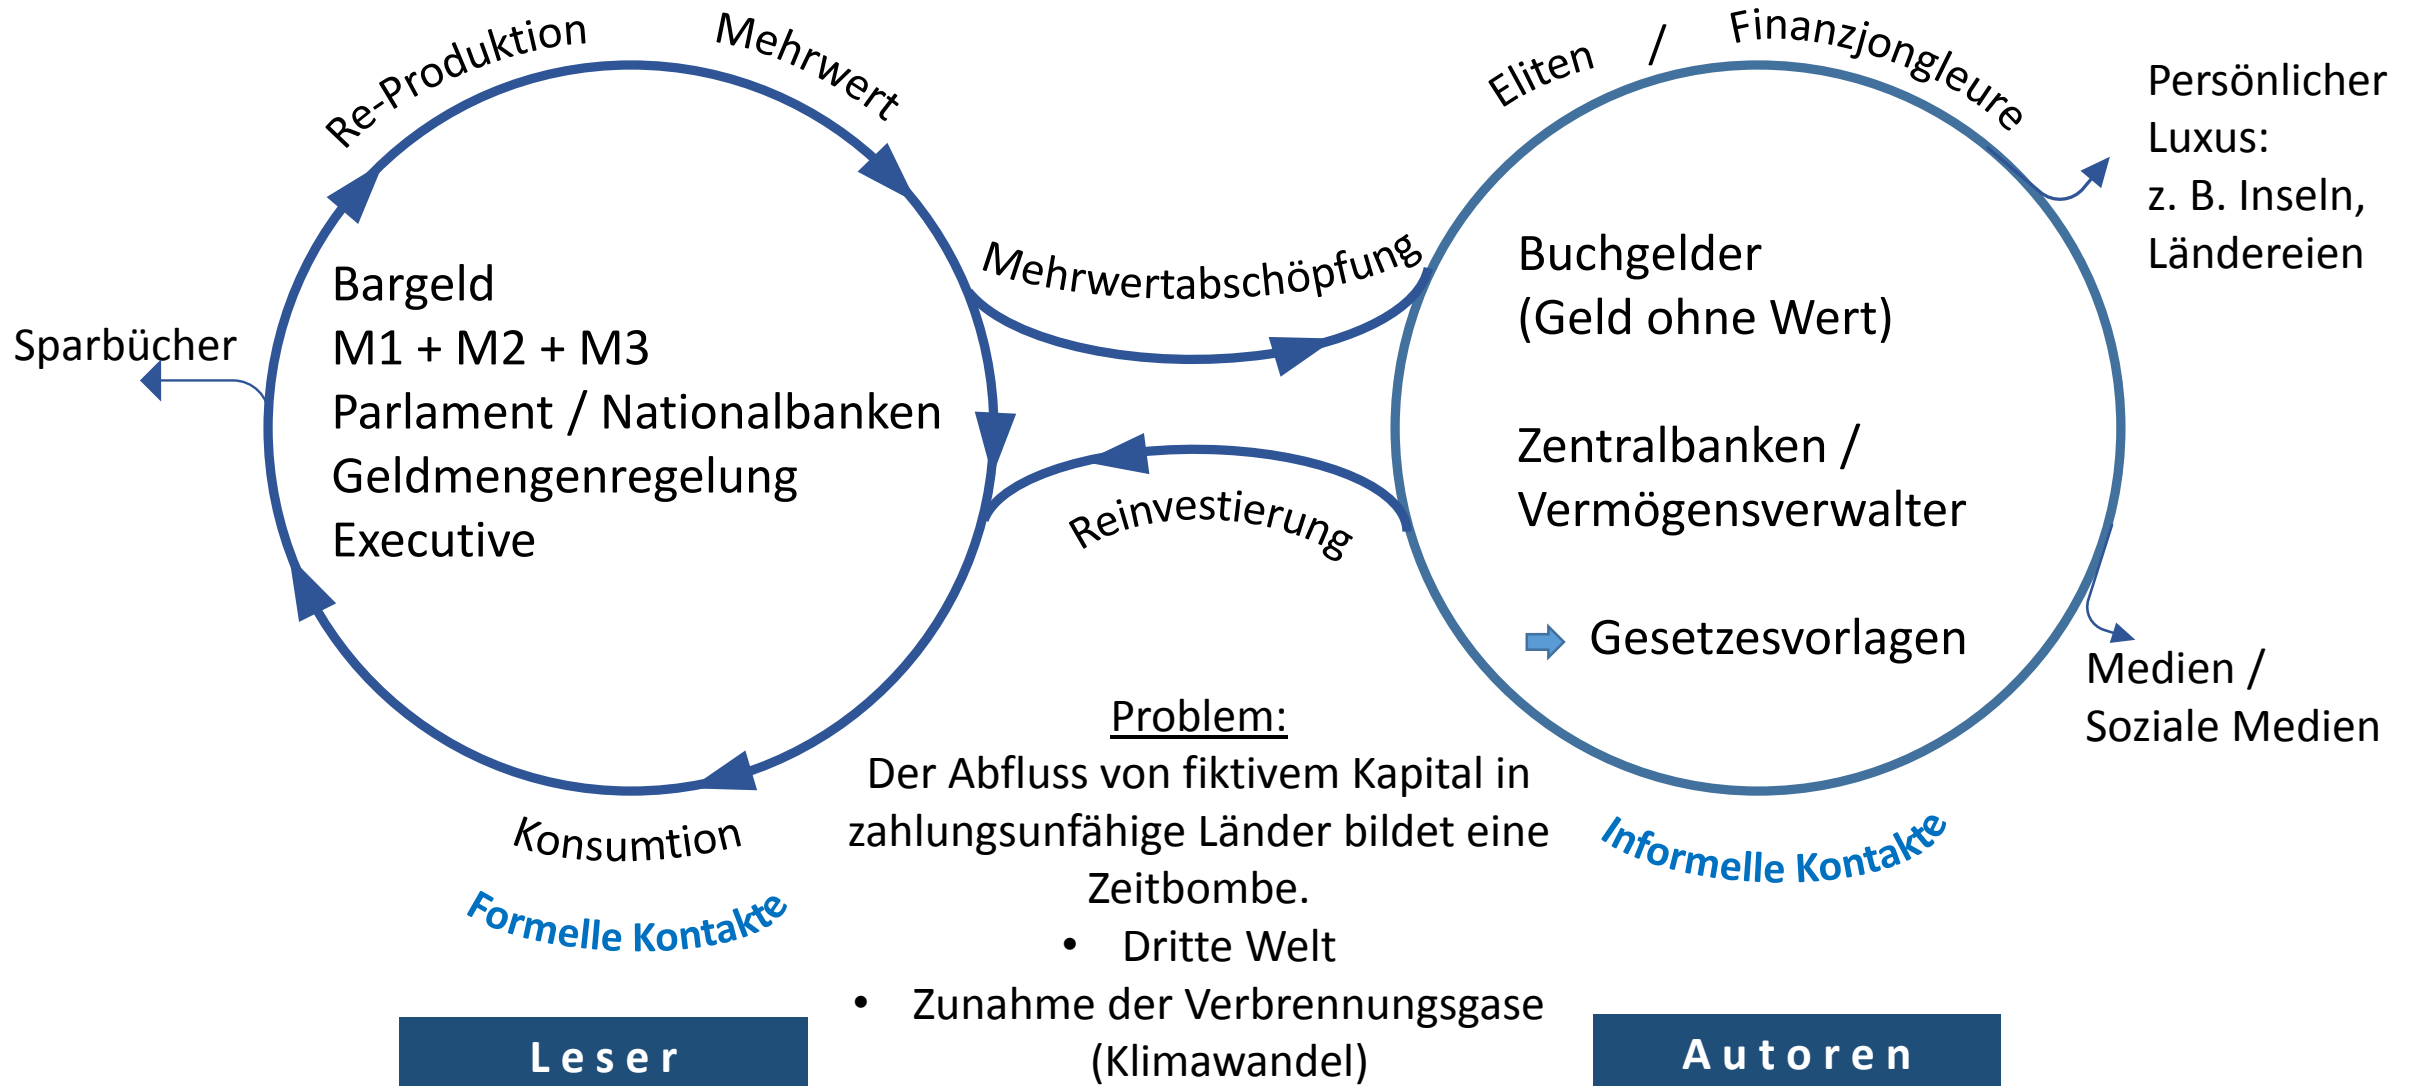 Re-Produktion
Mehrwert
Sparbücher
Bargeld
M1 + M2 + M3
Parlament / Nationalbanken
Geldmengenregelung
Executive
Konsumtion
Formelle Kontakte
Leser
Mehrwertabschöpfung
Reinvestierung
Problem:
Der Abfluss von fiktivem Kapital in
zahlungsunfähige Länder bildet eine
Zeitbombe.
• Dritte Welt
• Zunahme der Verbrennungsgase
(Klimawandel)
Eliten / Finanzjongleure
Buchgelder
(Geld ohne Wert)
Zentralbanken /
Vermögensverwalter
Gesetzesvorlagen
Informelle Kontakte
Autoren
Persönlicher
Luxus:
z. B. Inseln,
Ländereien
Medien /
Soziale Medien